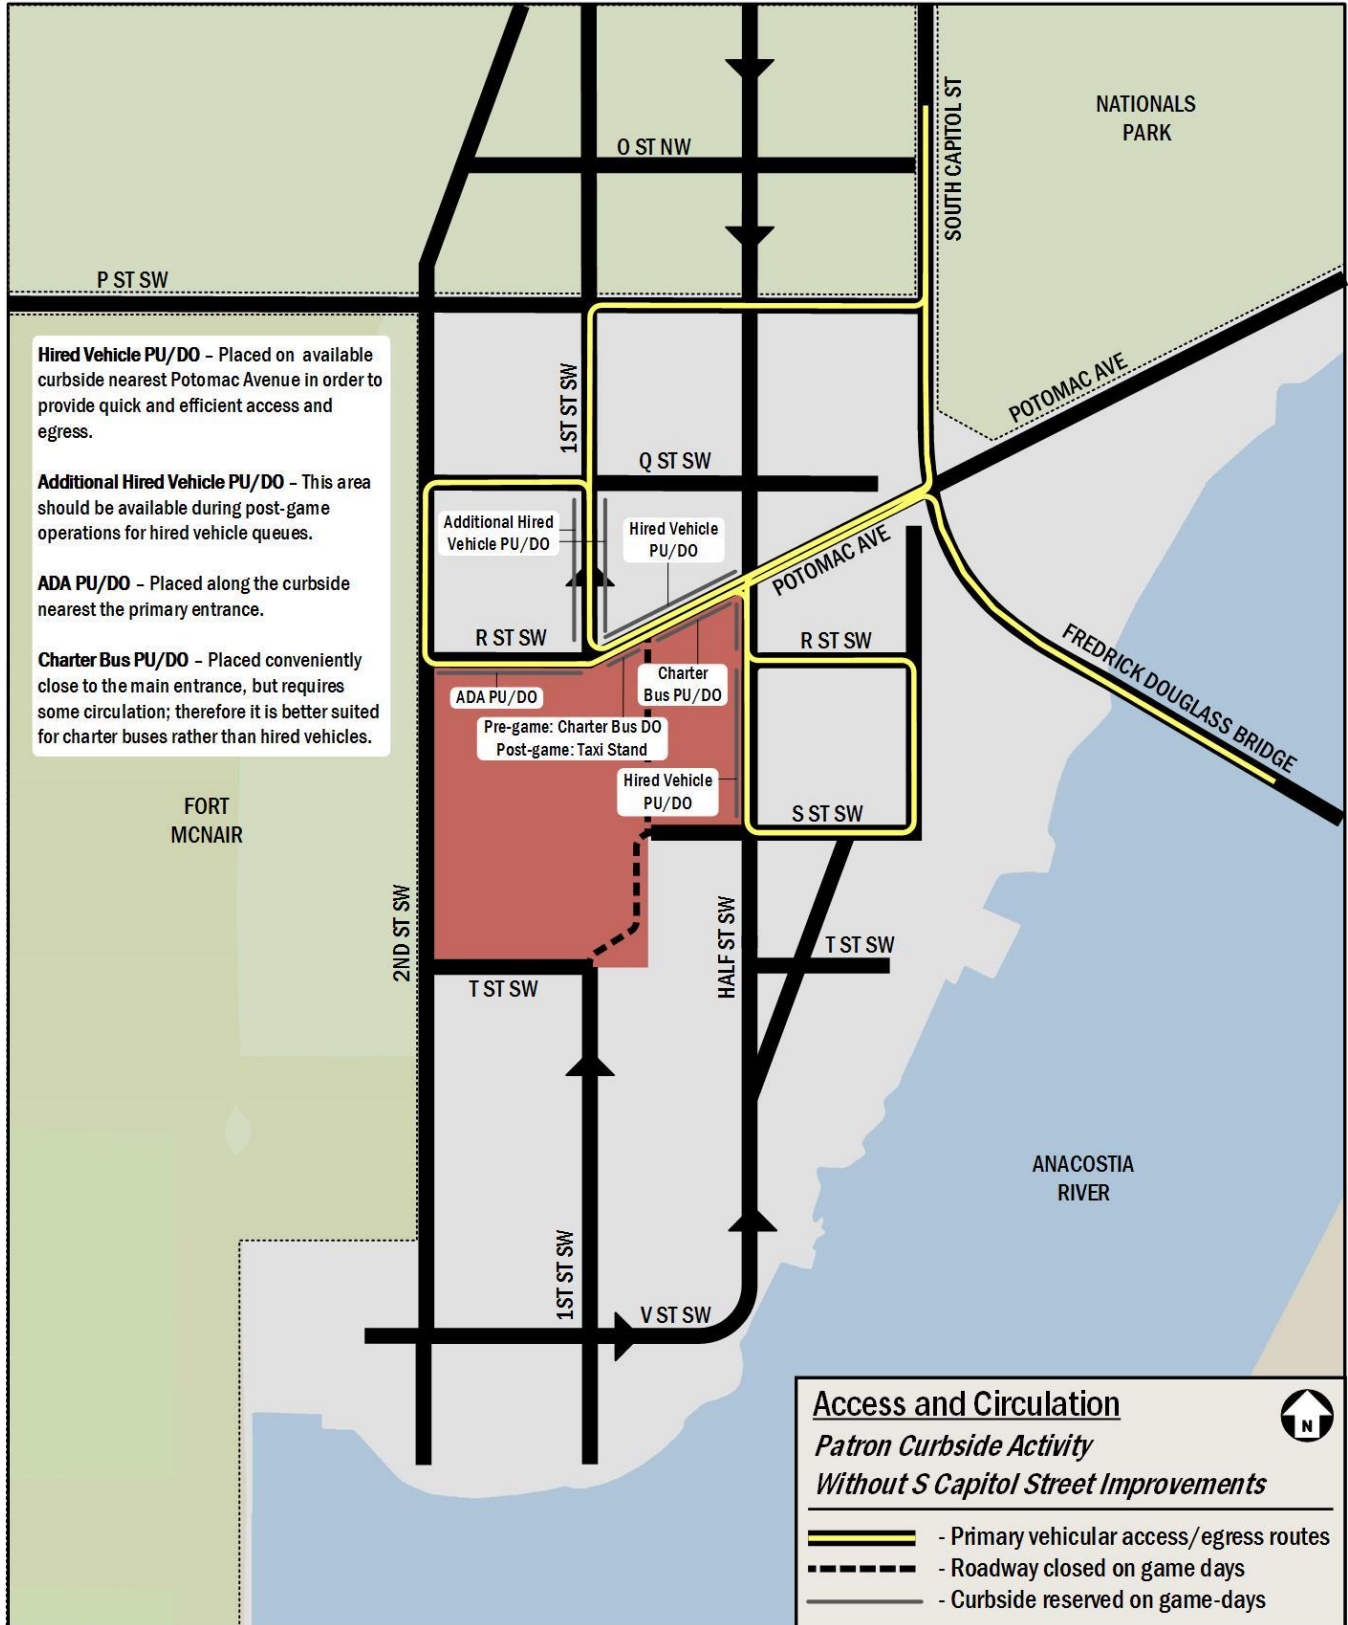 NATIONALS
PARK
O ST NW
SOUTH CAPITOL ST
P ST SW
Hired Vehicle PU/DO – Placed on available
curbside nearest Potomac Avenue in order to
provide quick and efficient access and
egress.
Additional Hired Vehicle PU/DO – This area
should be available during post-game
operations for hired vehicle queues.
ADA PU/DO – Placed along the curbside
nearest the primary entrance.
Charter Bus PU/DO – Placed conveniently
close to the main entrance, but requires
some circulation; therefore it is better suited
for charter buses rather than hired vehicles.
1ST ST SW
POTOMAC AVE
Q ST SW
Additional Hired
Vehicle PU/DO
Hired Vehicle
PU/DO
POTOMAC AVE
R ST SW
R ST SW
FREDRICK DOUGLASS BRIDGE
ADA PU/DO
Charter
Bus PU/DO
Pre-game: Charter Bus DO
Post-game: Taxi Stand
Hired Vehicle
PU/DO
S ST SW
FORT
MCNAIR
2ND ST SW
HALF ST SW
T ST SW
T ST SW
ANACOSTIA
RIVER
1ST ST SW
V ST SW
Access and Circulation
N
Patron Curbside Activity
Without S Capitol Street Improvements
- Primary vehicular access/egress routes
- Roadway closed on game days
- Curbside reserved on game-days